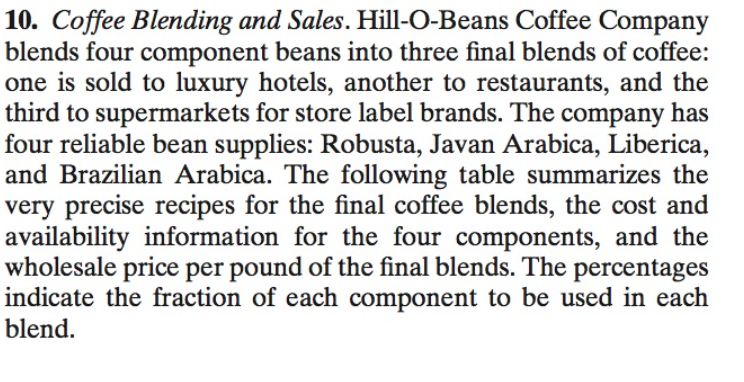 10. Coffee Blending and Sales. Hill-O-Beans Coffee Company
blends four component beans into three final blends of coffee:
one is sold to luxury hotels, another to restaurants, and the
third to supermarkets for store label brands. The company has
four reliable bean supplies: Robusta, Javan Arabica, Liberica,
and Brazilian Arabica. The following table summarizes the
very precise recipes for the final coffee blends, the cost and
availability information for the four components, and the
wholesale price per pound of the final blends. The percentages
indicate the fraction of each component to be used in each
blend.